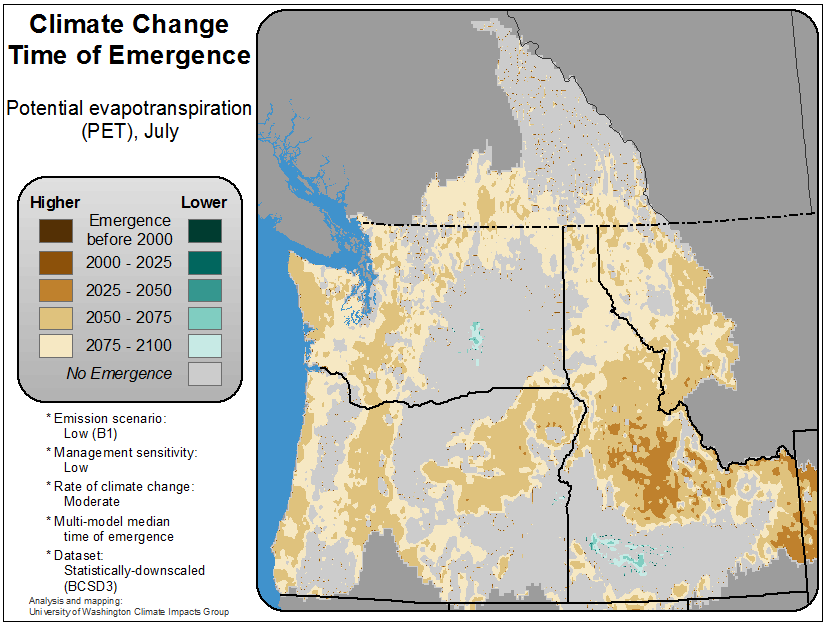 Climate Change
Time of Emergence
Potential evapotranspiration
(PET), July
Higher Lower
Emergence
before 2000
2000 - 2025
2025 - 2050
2050 - 2075
2075 - 2100
No Emergence
* Emission scenario:
Low (B1)
* Management sensitivity:
Low
* Rate of climate change:
Moderate
* Multi-model median
time of emergence
* Dataset:
Statistically-downscaled
(BCSD3)
Analysis and mapping:
University of Washington Climate Impacts Group